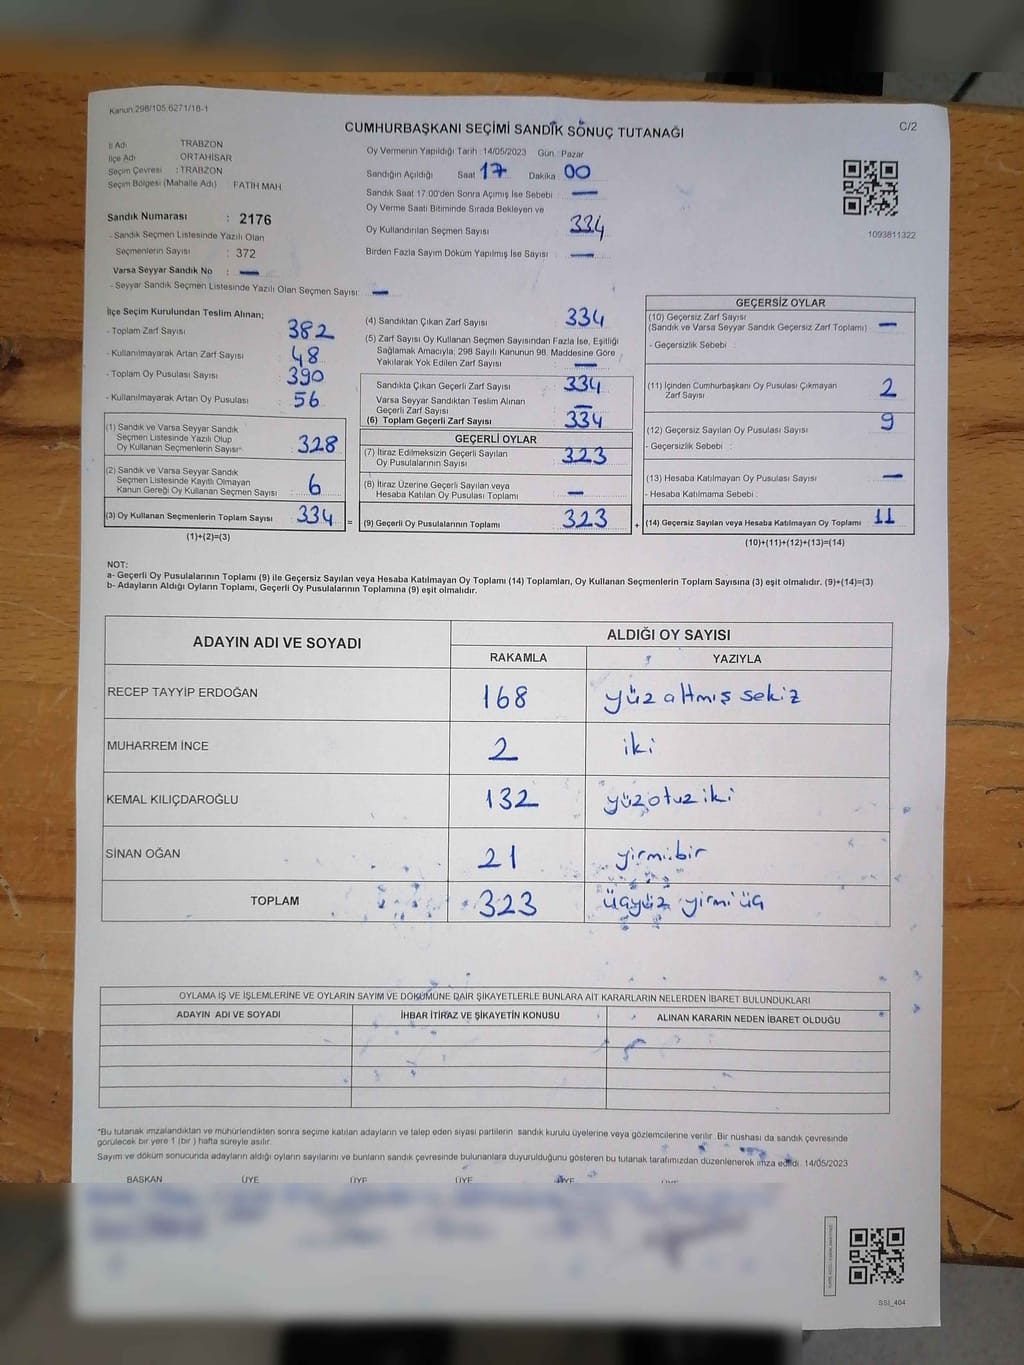 Kanun 298/105,6271/18-1
CUMHURBAŞKANI SEÇİMİ SANDIK SONUÇ TUTANAĞI
C/2
İl Adı TRABZON
İlçe Adı ORTAHİSAR
Seçim Çevresi : TRABZON
Seçim Bölgesi (Mahalle Adı) FATİH MAH
Sandık Numarası : 2176
- Sandık Seçmen Listesinde Yazılı Olan
Seçmenlerin Sayısı : 372
Varsa Seyyar Sandık No : —
- Seyyar Sandık Seçmen Listesinde Yazılı Olan Seçmen Sayısı: —
Oy Vermenin Yapıldığı Tarih :14/05/2023 Gün: Pazar
Sandığın Açıldığı Saat 17 Dakika 00
Sandık Saat 17:00'den Sonra Açımış İse Sebebi —
Oy Verme Saati Bitiminde Sırada Bekleyen ve
Oy Kullandırılan Seçmen Sayısı 334
Birden Fazla Sayım Döküm Yapılmış İse Sayısı : —
1093611322
İlçe Seçim Kurulundan Teslim Alınan;
- Toplam Zarf Sayısı 382
- Kullanılmayarak Artan Zarf Sayısı 48
- Toplam Oy Pusulası Sayısı 390
- Kullanılmayarak Artan Oy Pusulası 56
(1) Sandık ve Varsa Seyyar Sandık
Seçmen Listesinde Yazılı Olup
Oy Kullanan Seçmenlerin Sayısı 328
(2) Sandık ve Varsa Seyyar Sandık
Seçmen Listesinde Kayıtlı Olmayan
Kanun Gereği Oy Kullanan Seçmen Sayısı 6
(3) Oy Kullanan Seçmenlerin Toplam Sayısı 334 =
(1)+(2)=(3)
(4) Sandıktan Çıkan Zarf Sayısı 334
(5) Zarf Sayısı Oy Kullanan Seçmen Sayısından Fazla İse, Eşitliği
Sağlamak Amacıyla; 298 Sayılı Kanunun 98. Maddesine Göre
Yakılarak Yok Edilen Zarf Sayısı —
Sandıkta Çıkan Geçerli Zarf Sayısı 334
Varsa Seyyar Sandıktan Teslim Alınan
Geçerli Zarf Sayısı —
(6) Toplam Geçerli Zarf Sayısı 334
GEÇERLİ OYLAR
(7) İtiraz Edilmeksizin Geçerli Sayılan
Oy Pusulalarının Sayısı 323
(8) İtiraz Üzerine Geçerli Sayılan veya
Hesaba Katılan Oy Pusulası Toplamı —
(9) Geçerli Oy Pusulalarının Toplamı 323 +
GEÇERSİZ OYLAR
(10) Geçersiz Zarf Sayısı
(Sandık ve Varsa Seyyar Sandık Geçersiz Zarf Toplamı) —
- Geçersizlik Sebebi :
(11) İçinden Cumhurbaşkanı Oy Pusulası Çıkmayan
Zarf Sayısı 2
(12) Geçersiz Sayılan Oy Pusulası Sayısı 9
- Geçersizlik Sebebi :
(13) Hesaba Katılmayan Oy Pusulası Sayısı —
- Hesaba Katılmama Sebebi :
(14) Geçersiz Sayılan veya Hesaba Katılmayan Oy Toplamı 11
(10)+(11)+(12)+(13)=(14)
NOT:
a- Geçerli Oy Pusulalarının Toplamı (9) ile Geçersiz Sayılan veya Hesaba Katılmayan Oy Toplamı (14) Toplamları, Oy Kullanan Seçmenlerin Toplam Sayısına (3) eşit olmalıdır. (9)+(14)=(3)
b- Adayların Aldığı Oyların Toplamı, Geçerli Oy Pusulalarının Toplamına (9) eşit olmalıdır.
ADAYIN ADI VE SOYADI
ALDIĞI OY SAYISI
RAKAMLA YAZIYLA
RECEP TAYYİP ERDOĞAN 168 yüz altmış sekiz
MUHARREM İNCE 2 iki
KEMAL KILIÇDAROĞLU 132 yüzotuz iki
SİNAN OĞAN 21 yirmibir
TOPLAM 323 üçyüz yirmi üç
OYLAMA İŞ VE İŞLEMLERİNE VE OYLARIN SAYIM VE DÖKÜMÜNE DAİR ŞİKAYETLERLE BUNLARA AİT KARARLARIN NELERDEN İBARET BULUNDUKLARI
ADAYIN ADI VE SOYADI İHBAR İTİRAZ VE ŞİKAYETİN KONUSU ALINAN KARARIN NEDEN İBARET OLDUĞU
*Bu tutanak imzalandıktan ve mühürlendikten sonra seçime katılan adayların ve talep eden siyasi partilerin sandık kurulu üyelerine veya gözlemcilerine verilir. Bir nüshası da sandık çevresinde
görülecek bir yere 1 (bir ) hafta süreyle asılır.
Sayım ve döküm sonucunda adayların aldığı oyların sayılarını ve bunların sandık çevresinde bulunanlara duyurulduğunu gösteren bu tutanak tarafımızdan düzenlenerek imza edildi. 14/05/2023
BAŞKAN ÜYE ÜYE ÜYE ÜYE ÜYE
SSI_404